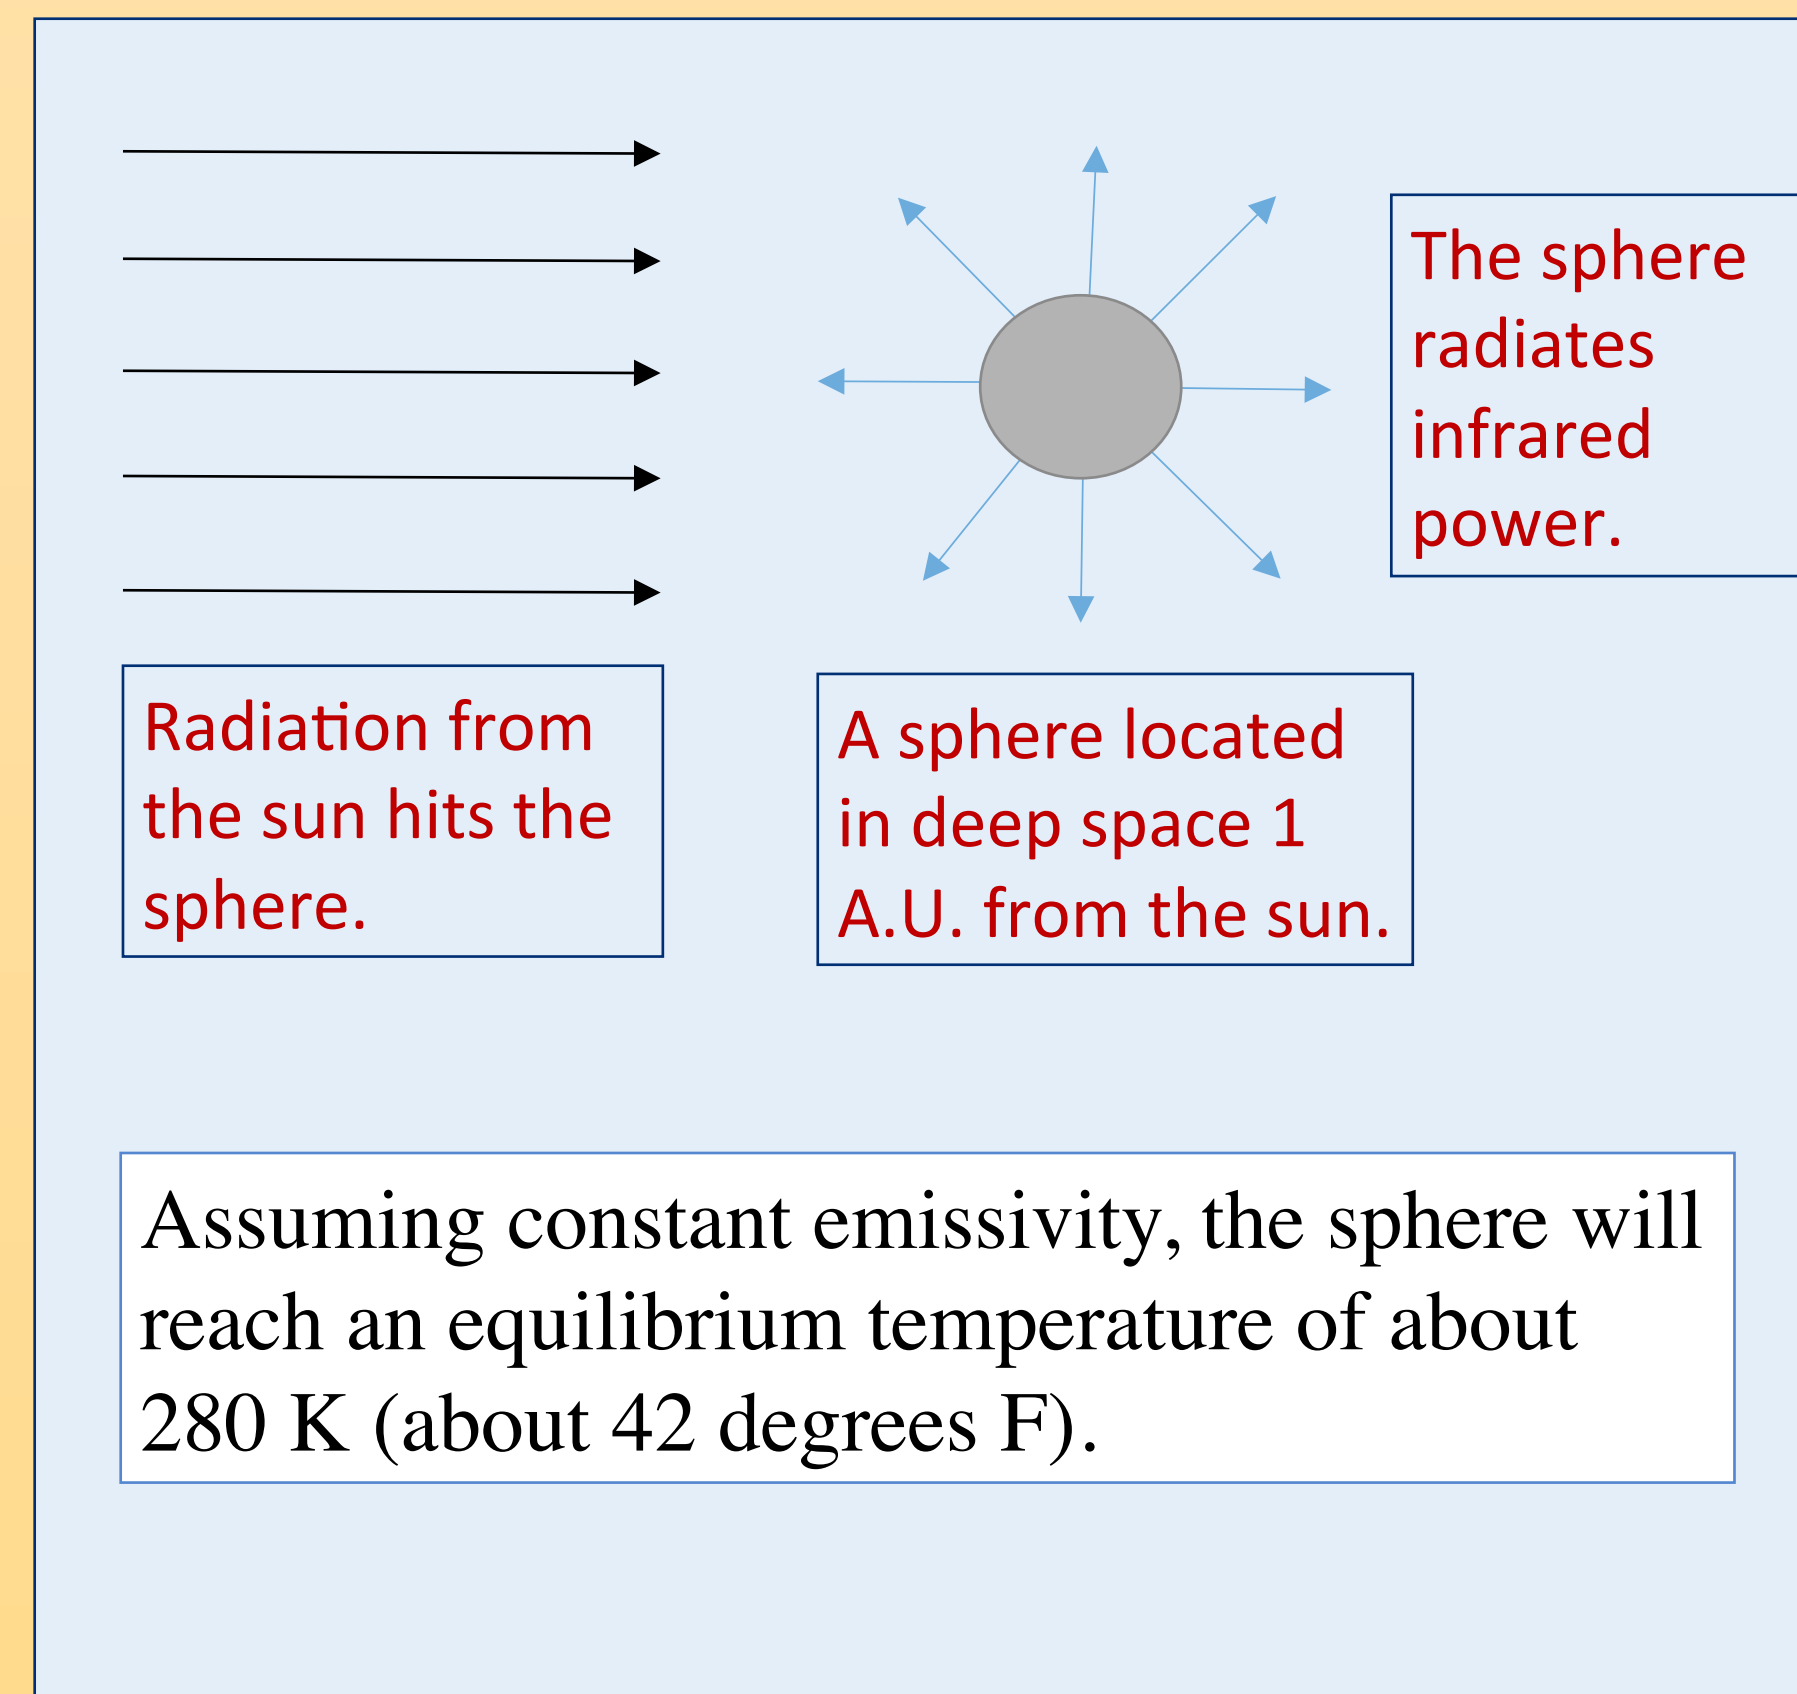 The sphere
radiates
infrared
power.
Radiation from
the sun hits the
sphere.
A sphere located
in deep space 1
A.U. from the sun.
Assuming constant emissivity, the sphere will
reach an equilibrium temperature of about
280 K (about 42 degrees F).